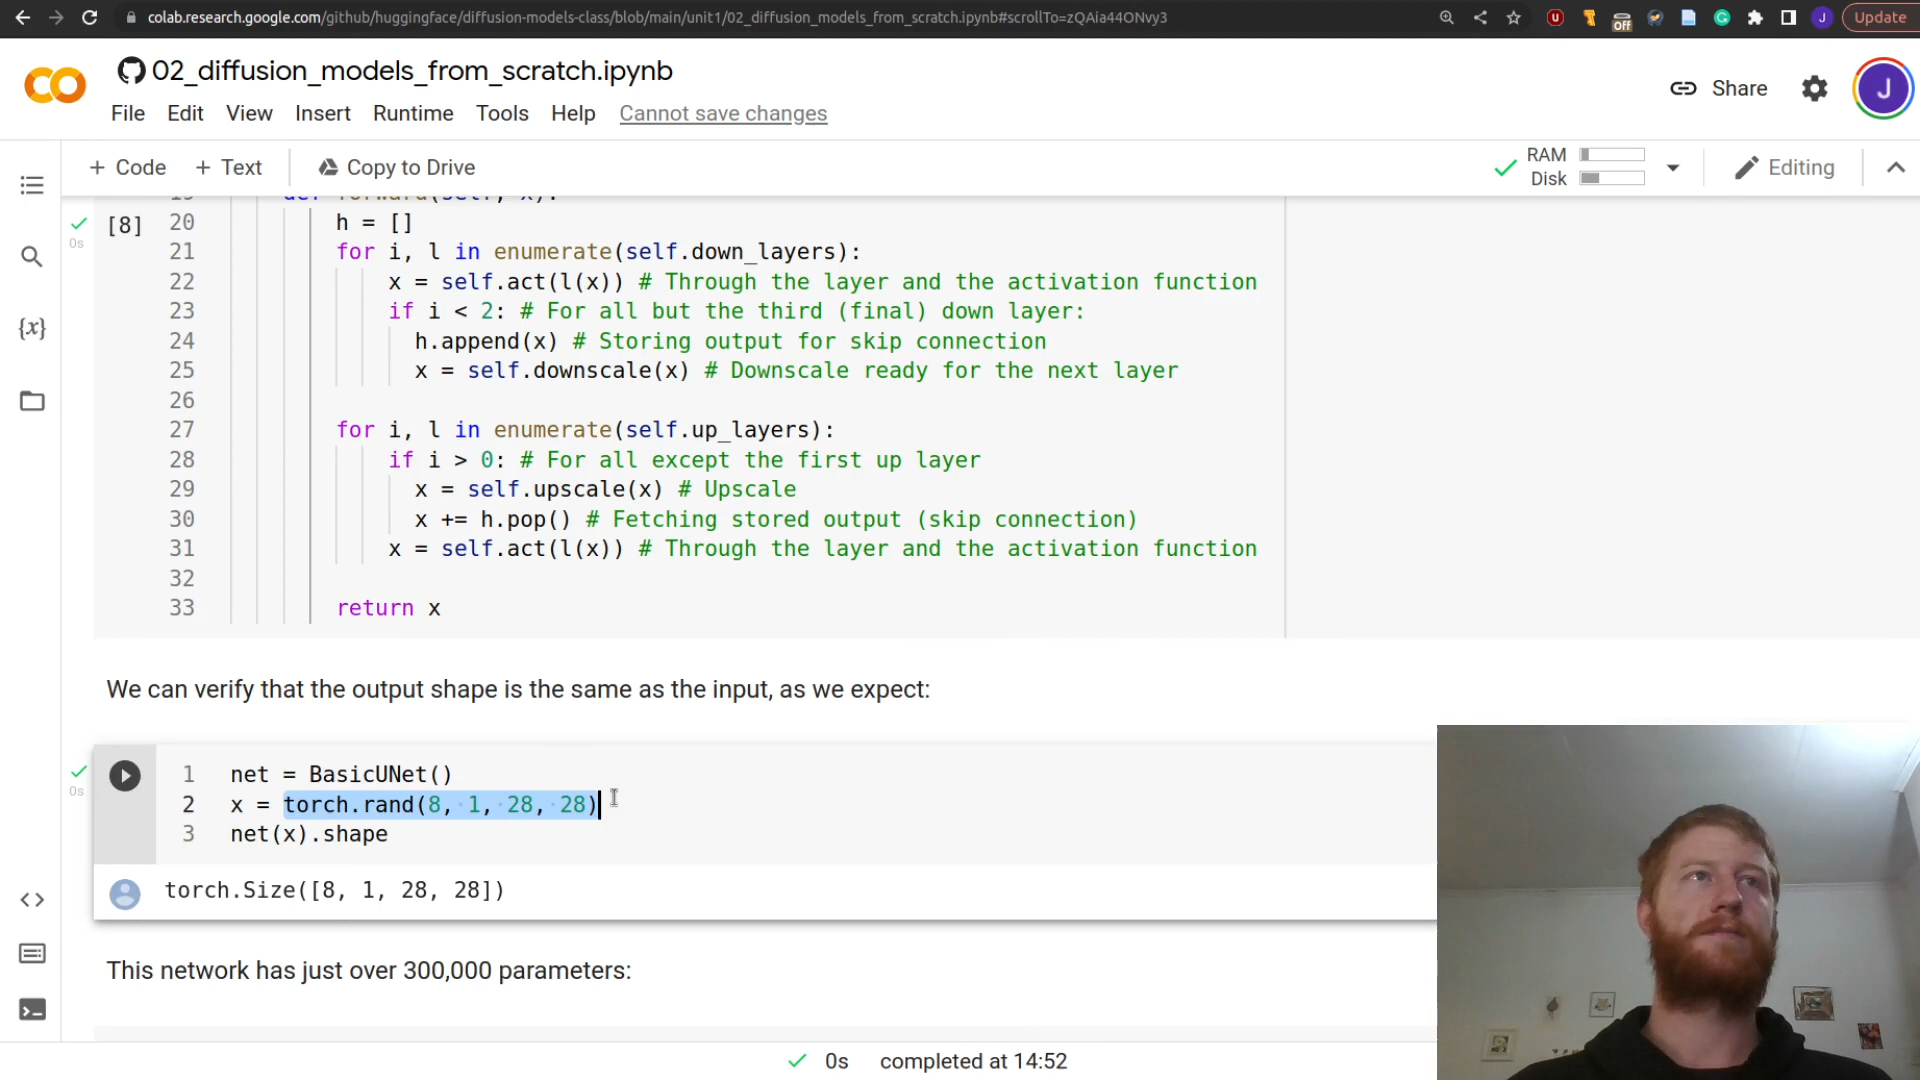 colab.research.google.com/github/huggingface/diffusion-models-class/blob/main/unit1/02_diffusion_models_from_scratch.ipynb#scrollTo=zQAia44ONvy3
Off
J
Update
02_diffusion_models_from_scratch.ipynb
Share
J
File Edit View Insert Runtime Tools Help Cannot save changes
+ Code + Text Copy to Drive
RAM
Disk
Editing
19 def forward(self, x):
[8] 20 h = []
0s
21 for i, l in enumerate(self.down_layers):
22 x = self.act(l(x)) # Through the layer and the activation function
23 if i < 2: # For all but the third (final) down layer:
24 h.append(x) # Storing output for skip connection
25 x = self.downscale(x) # Downscale ready for the next layer
26
27 for i, l in enumerate(self.up_layers):
28 if i > 0: # For all except the first up layer
29 x = self.upscale(x) # Upscale
30 x += h.pop() # Fetching stored output (skip connection)
31 x = self.act(l(x)) # Through the layer and the activation function
32
33 return x
We can verify that the output shape is the same as the input, as we expect:
1 net = BasicUNet()
0s
2 x = torch.rand(8, 1, 28, 28)
3 net(x).shape
torch.Size([8, 1, 28, 28])
This network has just over 300,000 parameters:
0s completed at 14:52